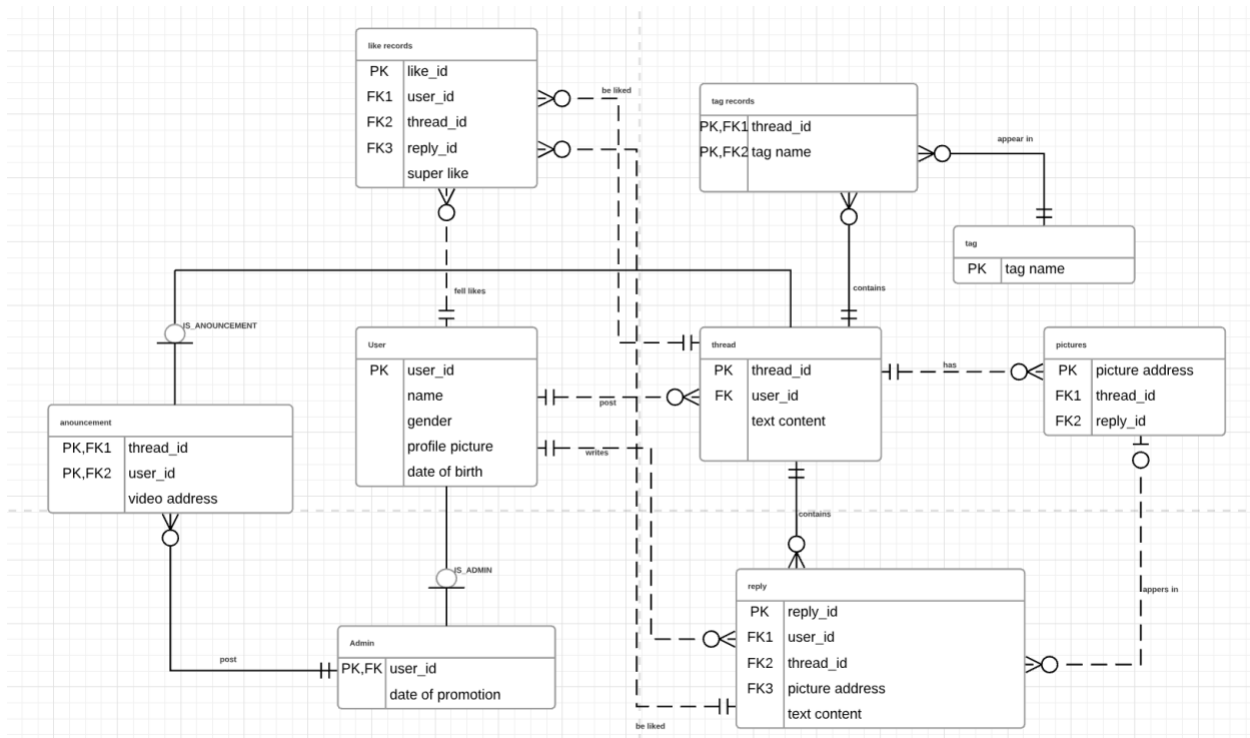 like records
PK like_id
FK1 user_id
FK2 thread_id
FK3 reply_id
super like
be liked
tag records
PK,FK1 thread_id
PK,FK2 tag name
appear in
tag
PK tag name
fell likes
contains
IS_ANOUNCEMENT
User
PK user_id
name
gender
profile picture
date of birth
post
writes
thread
PK thread_id
FK user_id
text content
has
pictures
PK picture address
FK1 thread_id
FK2 reply_id
anouncement
PK,FK1 thread_id
PK,FK2 user_id
video address
contains
IS_ADMIN
appers in
reply
PK reply_id
FK1 user_id
FK2 thread_id
FK3 picture address
text content
Admin
PK,FK user_id
date of promotion
post
be liked